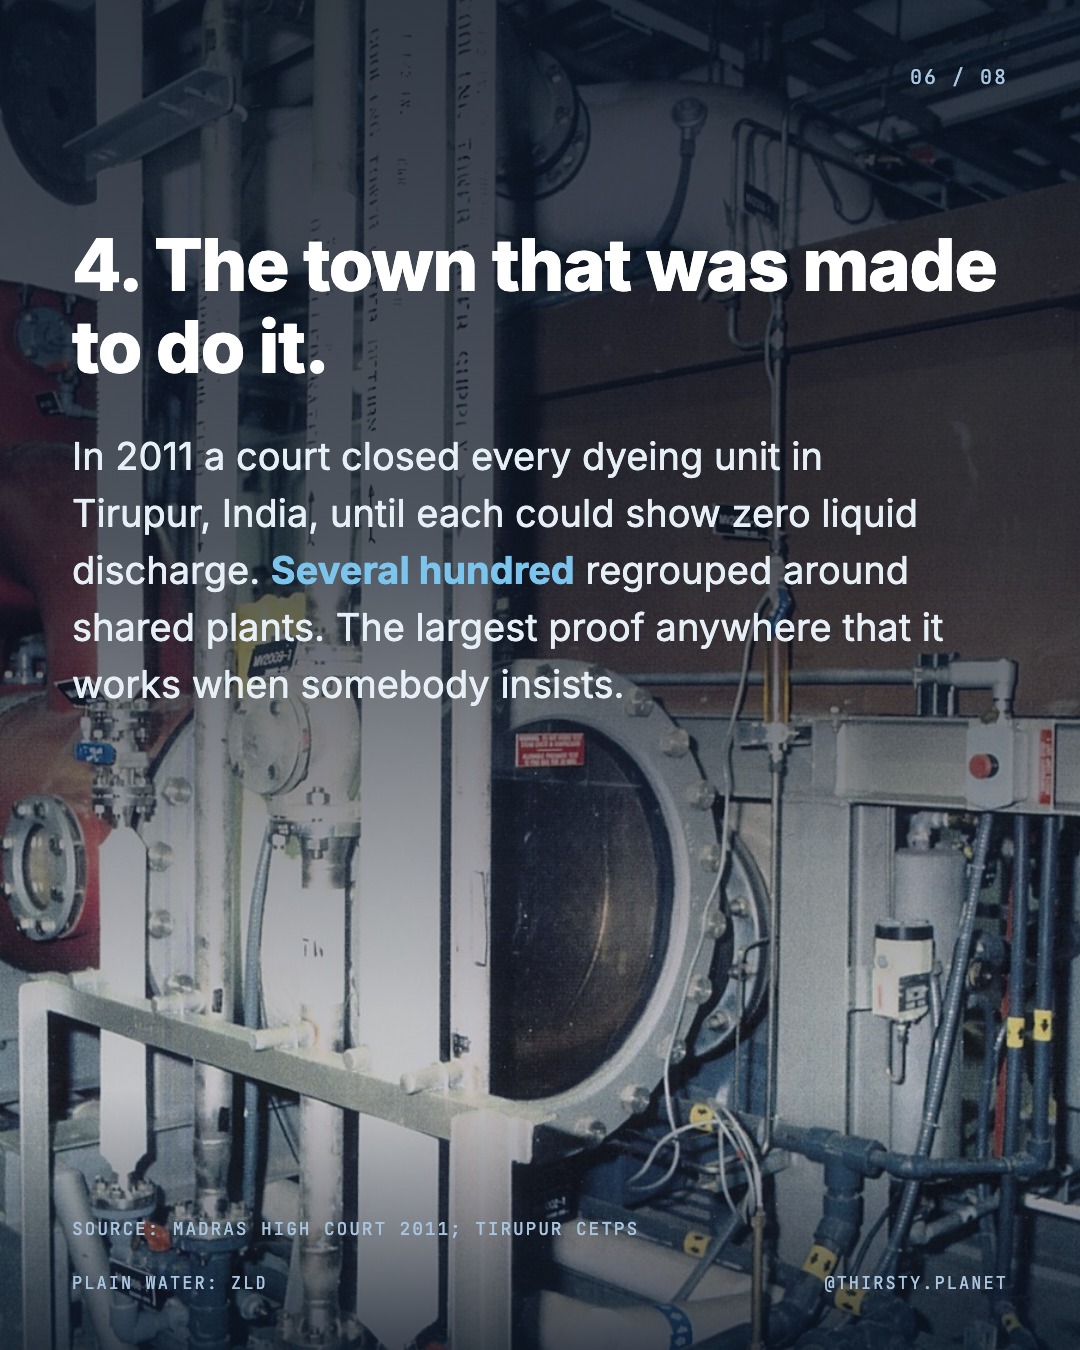 06 / 08
4. The town that was made
to do it.
In 2011 a court closed every dyeing unit in
Tirupur, India, until each could show zero liquid
discharge. Several hundred regrouped around
shared plants. The largest proof anywhere that it
works when somebody insists.
SOURCE: MADRAS HIGH COURT 2011; TIRUPUR CETPS
PLAIN WATER: ZLD
@THIRSTY.PLANET